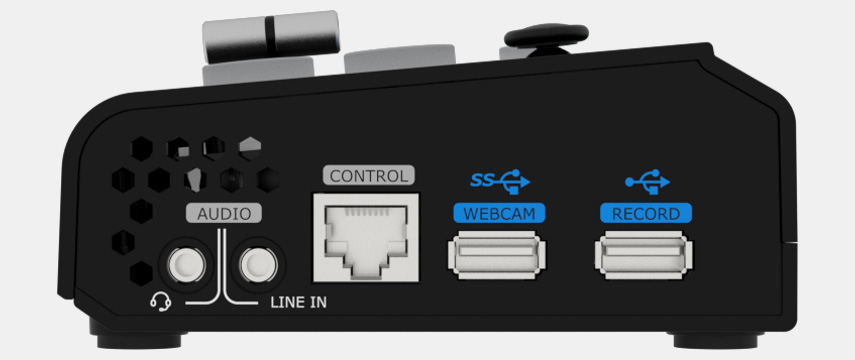 CONTROL
SS
AUDIO
WEBCAM
RECORD
LINE IN